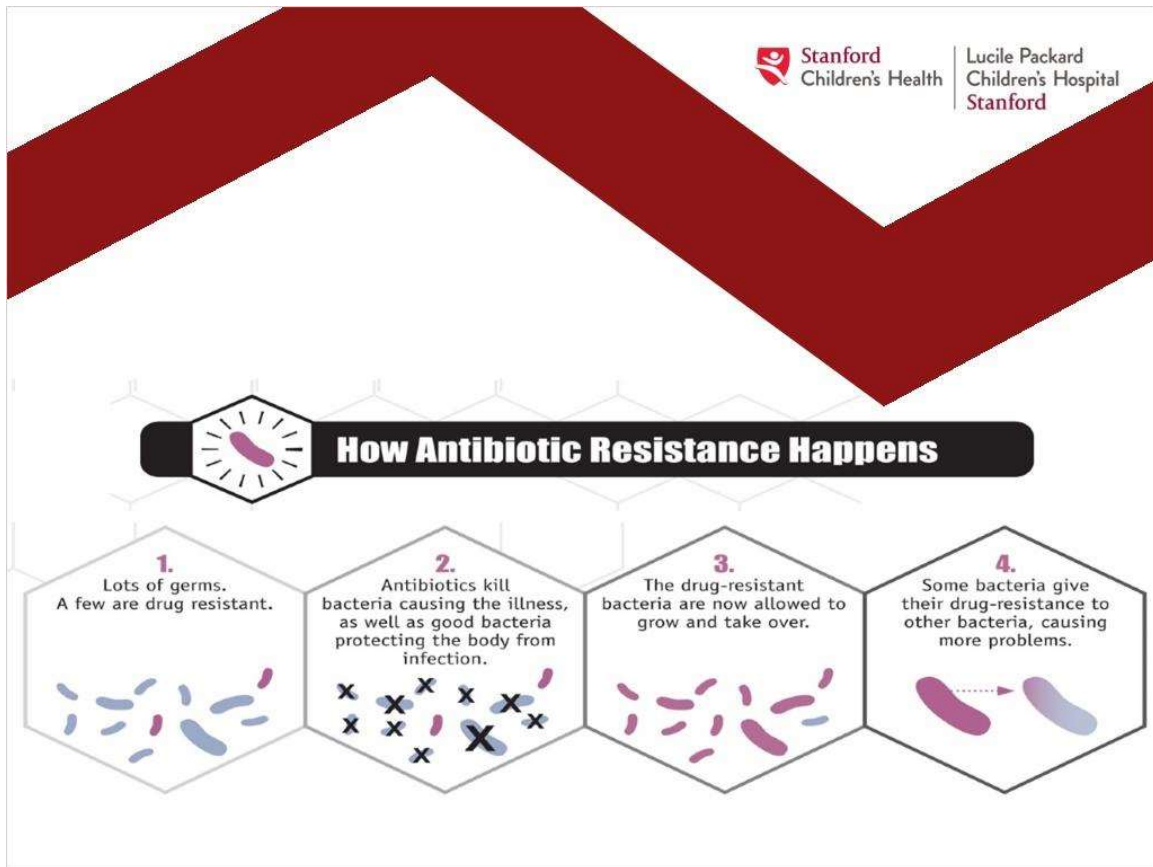 Stanford
Children's Health
Lucile Packard
Children's Hospital
Stanford
How Antibiotic Resistance Happens
1.
Lots of germs.
A few are drug resistant.
2.
Antibiotics kill
bacteria causing the illness,
as well as good bacteria
protecting the body from
infection.
X X X X X X X X X X
3.
The drug-resistant
bacteria are now allowed to
grow and take over.
4.
Some bacteria give
their drug-resistance to
other bacteria, causing
more problems.